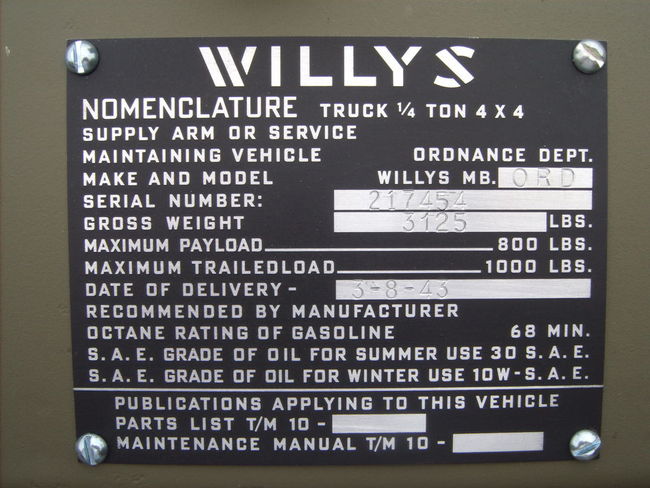 WILLYS
NOMENCLATURE TRUCK 1/4 TON 4 X 4
SUPPLY ARM OR SERVICE
MAINTAINING VEHICLE ORDNANCE DEPT.
MAKE AND MODEL WILLYS MB. ORD
SERIAL NUMBER: 217454
GROSS WEIGHT 3125 LBS.
MAXIMUM PAYLOAD 800 LBS.
MAXIMUM TRAILEDLOAD 1000 LBS.
DATE OF DELIVERY - 3-8-43
RECOMMENDED BY MANUFACTURER
OCTANE RATING OF GASOLINE 68 MIN.
S.A.E. GRADE OF OIL FOR SUMMER USE 30 S.A.E.
S.A.E. GRADE OF OIL FOR WINTER USE 10W-S.A.E.
PUBLICATIONS APPLYING TO THIS VEHICLE
PARTS LIST T/M 10 -
MAINTENANCE MANUAL T/M 10 -